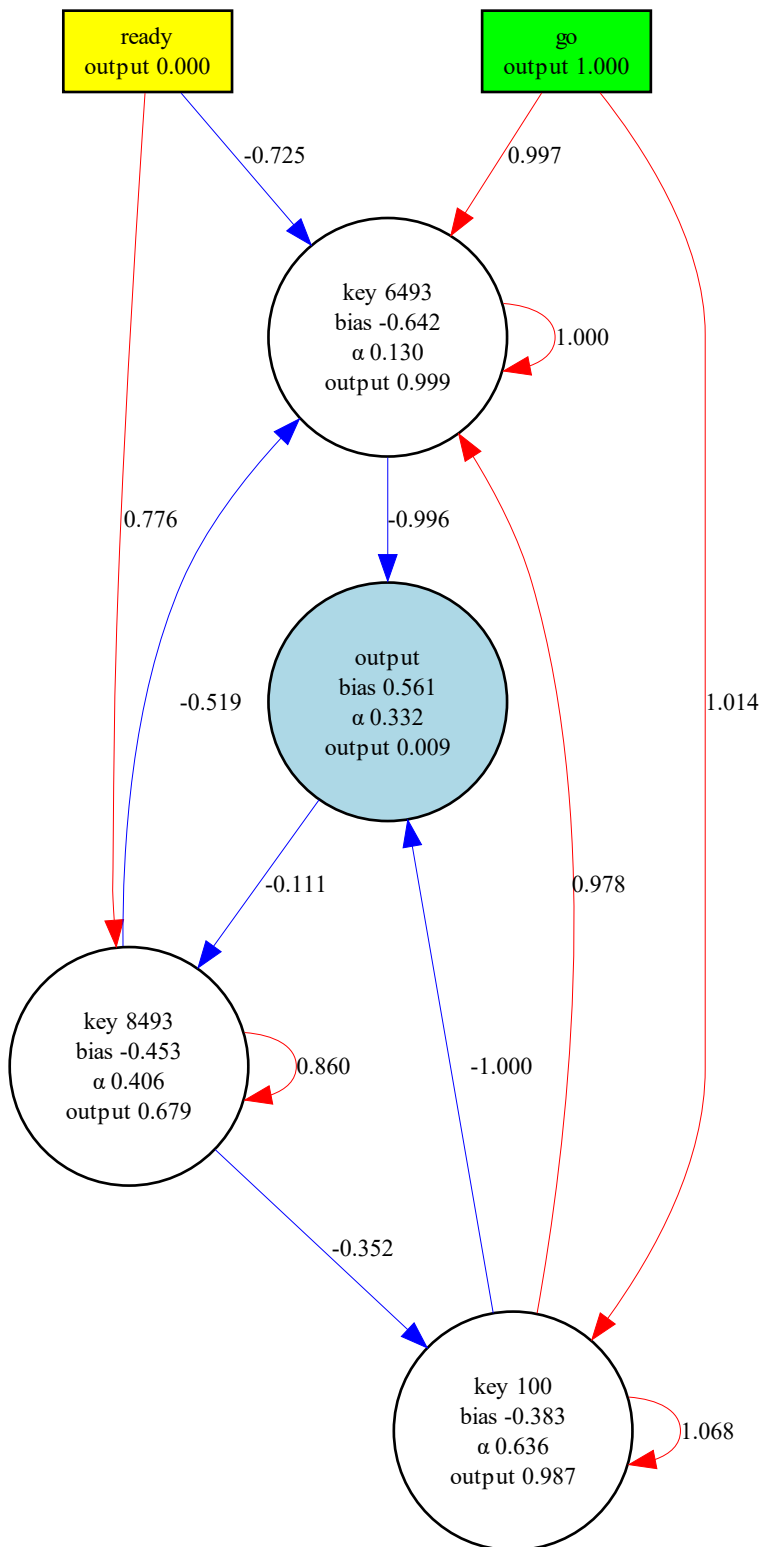 ready
output 0.000
go
output 1.000
-0.725
0.997
key 6493
bias -0.642
α 0.130
output 0.999
1.000
0.776
-0.996
output
bias 0.561
α 0.332
output 0.009
-0.519
1.014
-0.111
0.978
key 8493
bias -0.453
α 0.406
output 0.679
0.860
-1.000
-0.352
key 100
bias -0.383
α 0.636
output 0.987
1.068